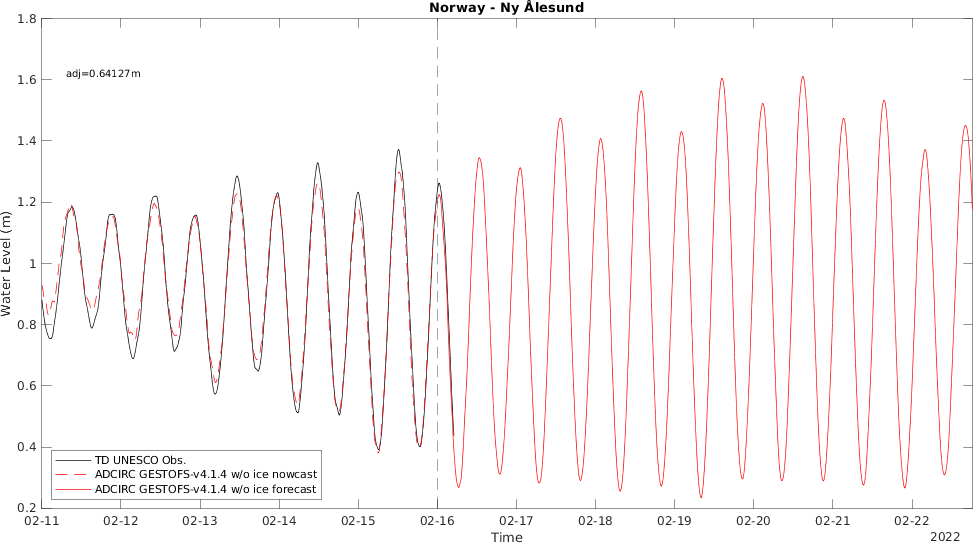 Norway - Ny Ålesund
adj=0.64127m
Water Level (m)
1.8
1.6
1.4
1.2
1
0.8
0.6
0.4
0.2
TD UNESCO Obs.
ADCIRC GESTOFS-v4.1.4 w/o ice nowcast
ADCIRC GESTOFS-v4.1.4 w/o ice forecast
02-11 02-12 02-13 02-14 02-15 02-16 02-17 02-18 02-19 02-20 02-21 02-22
Time
2022